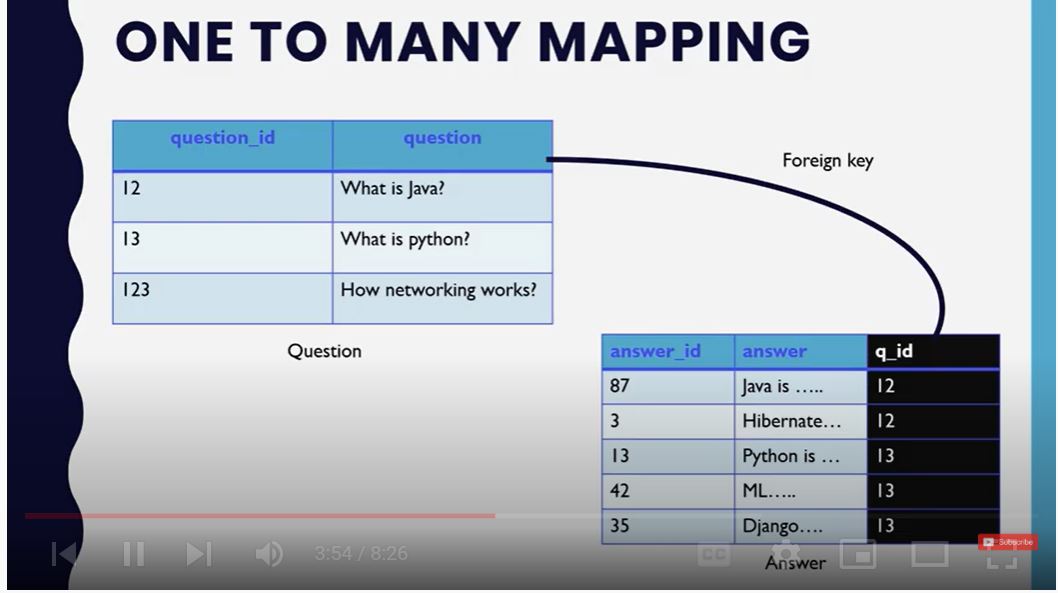 ONE TO MANY MAPPING
question_id question
12 What is Java?
13 What is python?
123 How networking works?
Question
Foreign key
answer_id answer q_id
87 Java is ..... 12
3 Hibernate... 12
13 Python is ... 13
42 ML..... 13
35 Django.... 13
Answer
3:54 / 8:26
CC
Subscribe